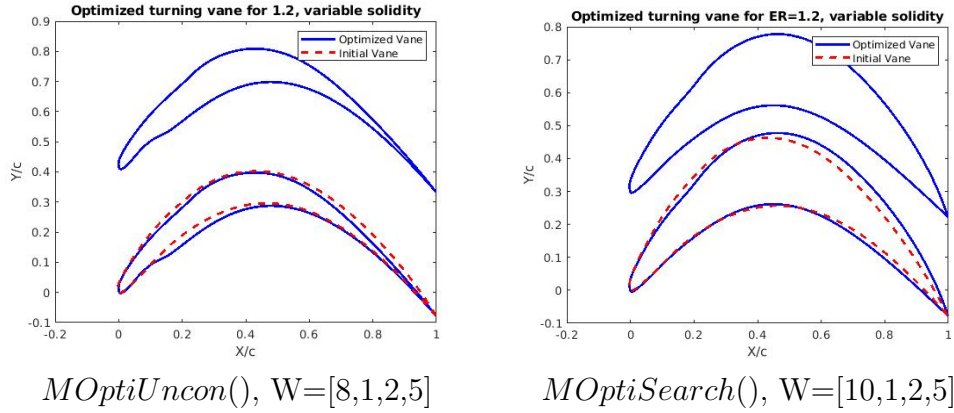 Optimized turning vane for 1.2, variable solidity
Optimized Vane
Initial Vane
Y/c
0.9
0.8
0.7
0.6
0.5
0.4
0.3
0.2
0.1
0
-0.1
-0.2 0 0.2 0.4 0.6 0.8 1
X/c
MOptiUncon(), W=[8,1,2,5]
Optimized turning vane for ER=1.2, variable solidity
Optimized Vane
Initial Vane
Y/c
0.8
0.7
0.6
0.5
0.4
0.3
0.2
0.1
0
-0.1
-0.2 0 0.2 0.4 0.6 0.8 1
X/c
MOptiSearch(), W=[10,1,2,5]